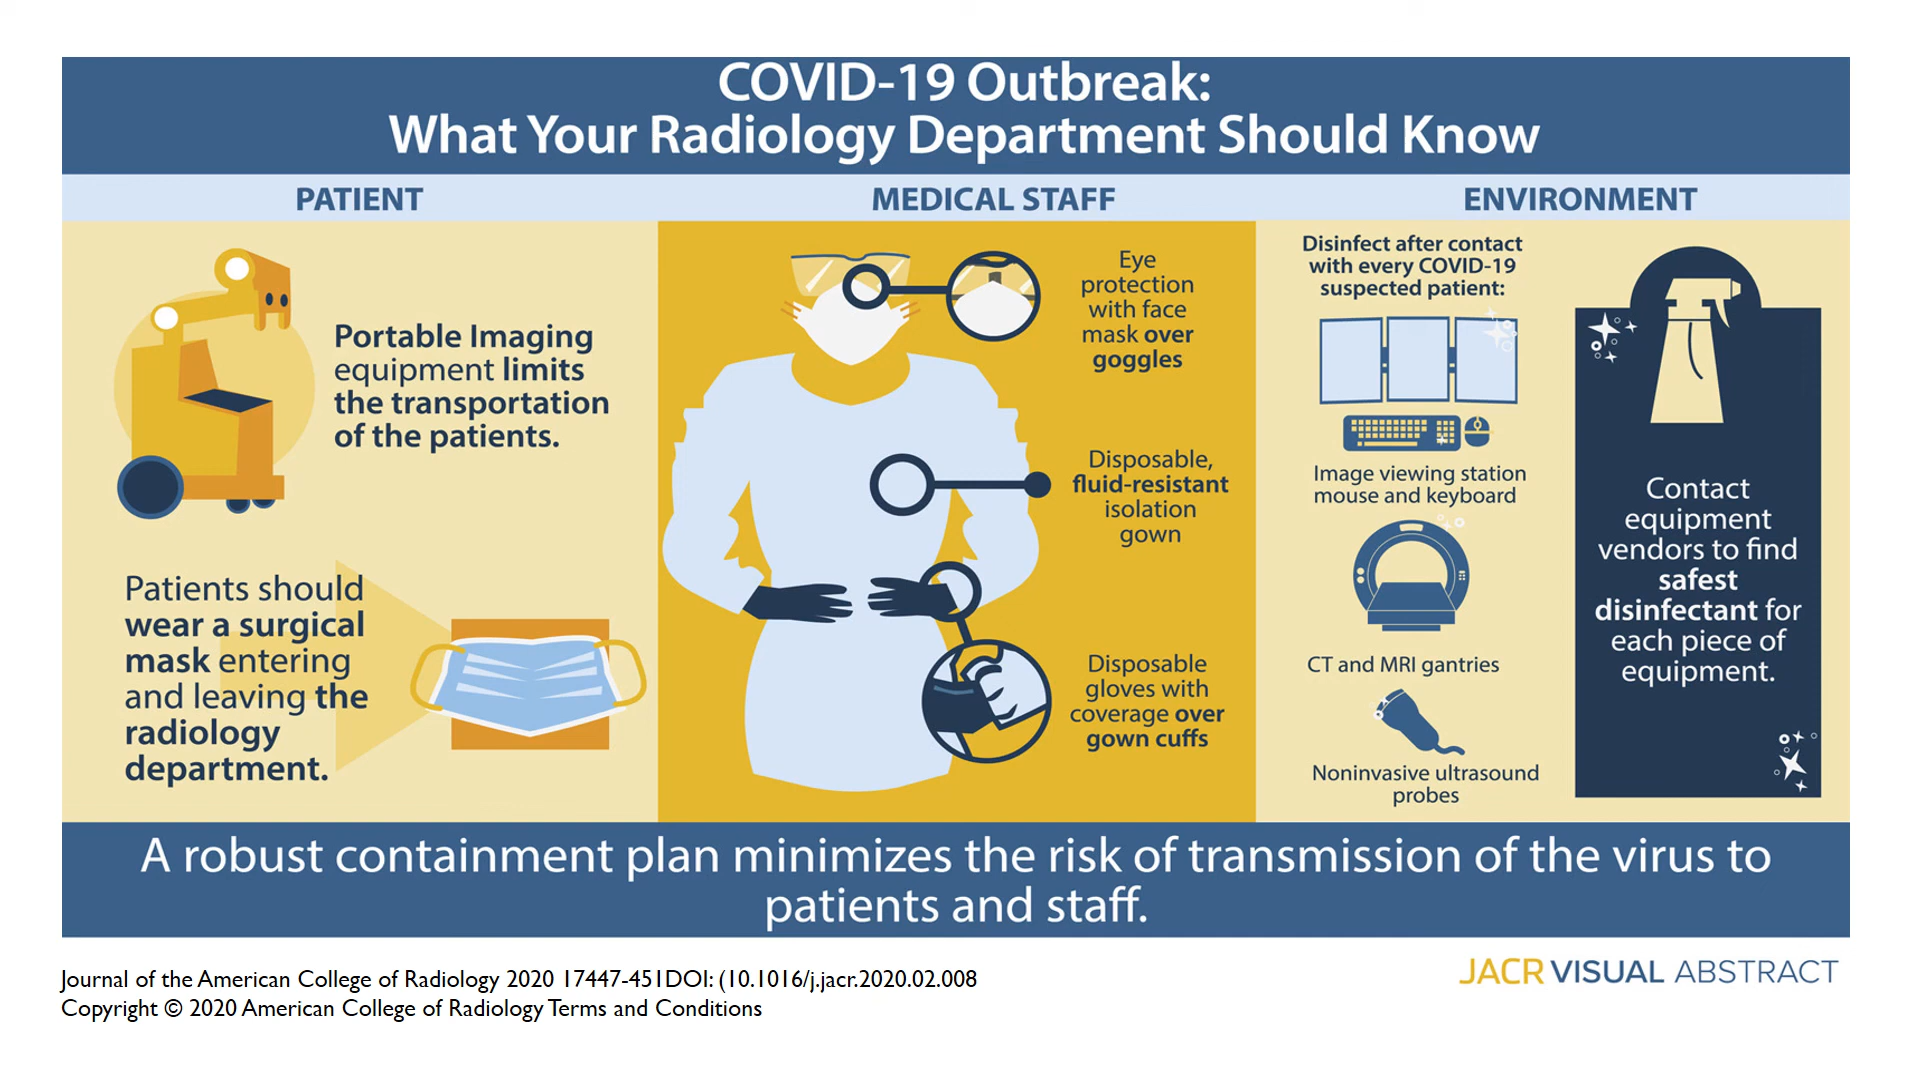 COVID-19 Outbreak:
What Your Radiology Department Should Know
PATIENT
Portable Imaging
equipment limits
the transportation
of the patients.
Patients should
wear a surgical
mask entering
and leaving the
radiology
department.
MEDICAL STAFF
Eye
protection
with face
mask over
goggles
Disposable,
fluid-resistant
isolation
gown
Disposable
gloves with
coverage over
gown cuffs
ENVIRONMENT
Disinfect after contact
with every COVID-19
suspected patient:
Image viewing station
mouse and keyboard
CT and MRI gantries
Noninvasive ultrasound
probes
Contact
equipment
vendors to find
safest
disinfectant for
each piece of
equipment.
A robust containment plan minimizes the risk of transmission of the virus to
patients and staff.
Journal of the American College of Radiology 2020 17447-451DOI: (10.1016/j.jacr.2020.02.008
Copyright © 2020 American College of Radiology Terms and Conditions
JACR VISUAL ABSTRACT